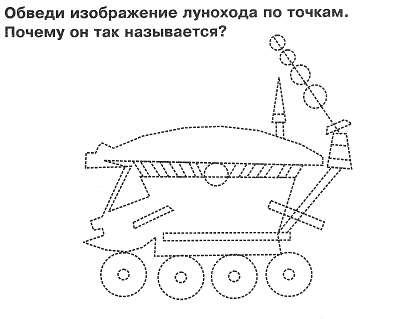 Обведи изображение лунохода по точкам.
Почему он так называется?